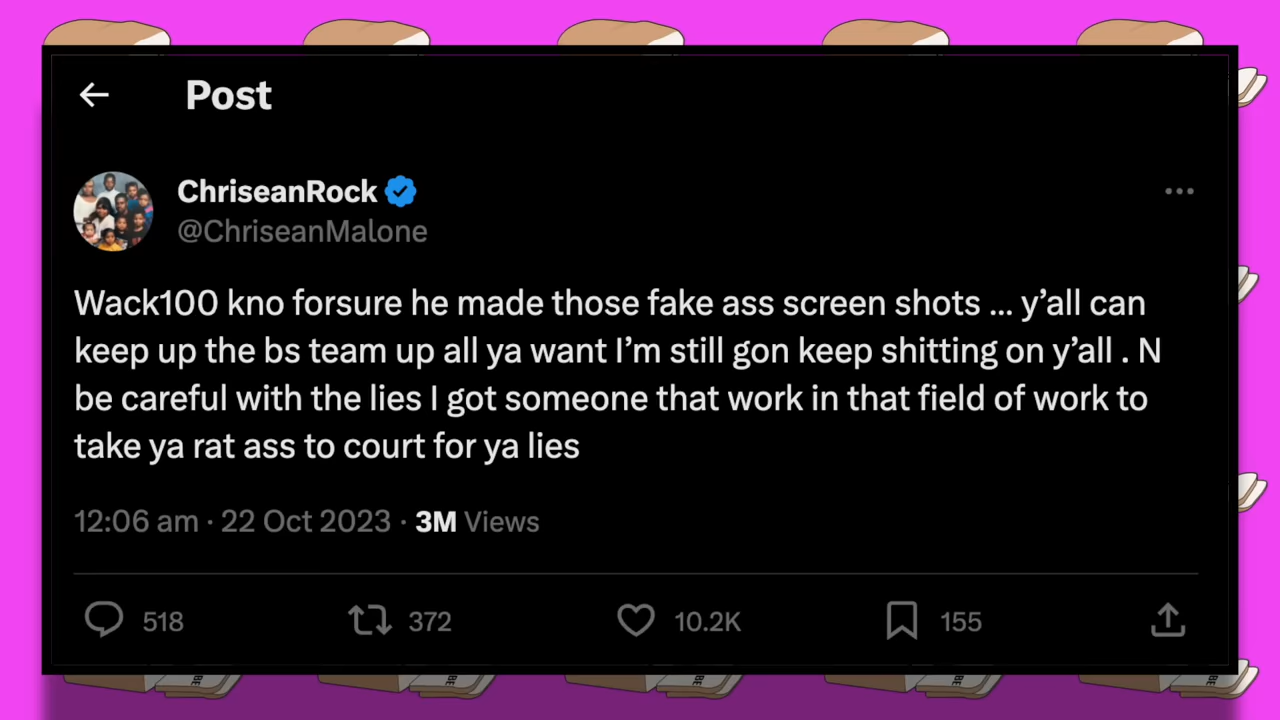 Post
ChriseanRock
@ChriseanMalone
Wack100 kno forsure he made those fake ass screen shots ... y’all can
keep up the bs team up all ya want I’m still gon keep shitting on y’all . N
be careful with the lies I got someone that work in that field of work to
take ya rat ass to court for ya lies
12:06 am · 22 Oct 2023 · 3M Views
518 372 10.2K 155